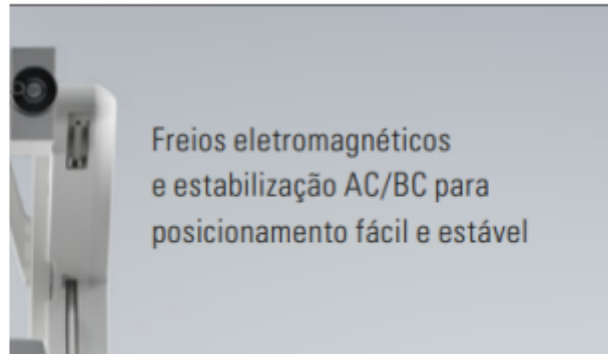 Freios eletromagnéticos
e estabilização AC/BC para
posicionamento fácil e estável